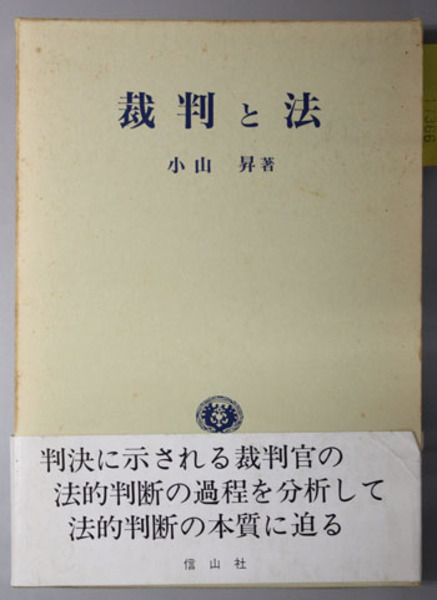 裁判と法
小山 昇著
判決に示される裁判官の
法的判断の過程を分析して
法的判断の本質に迫る
信山社